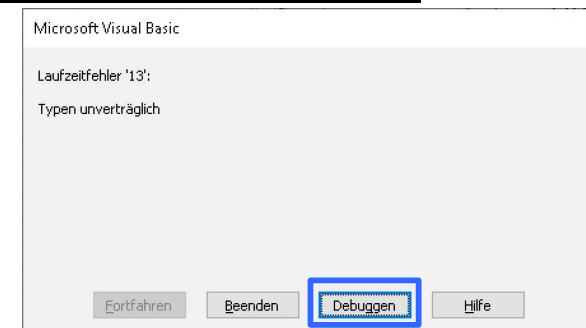 Microsoft Visual Basic
Laufzeitfehler '13':
Typen unverträglich
Fortfahren
Beenden
Debuggen
Hilfe